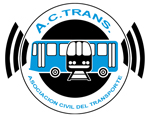 A.C.TRANS.
ASOCIACION CIVIL DEL TRANSPORTE